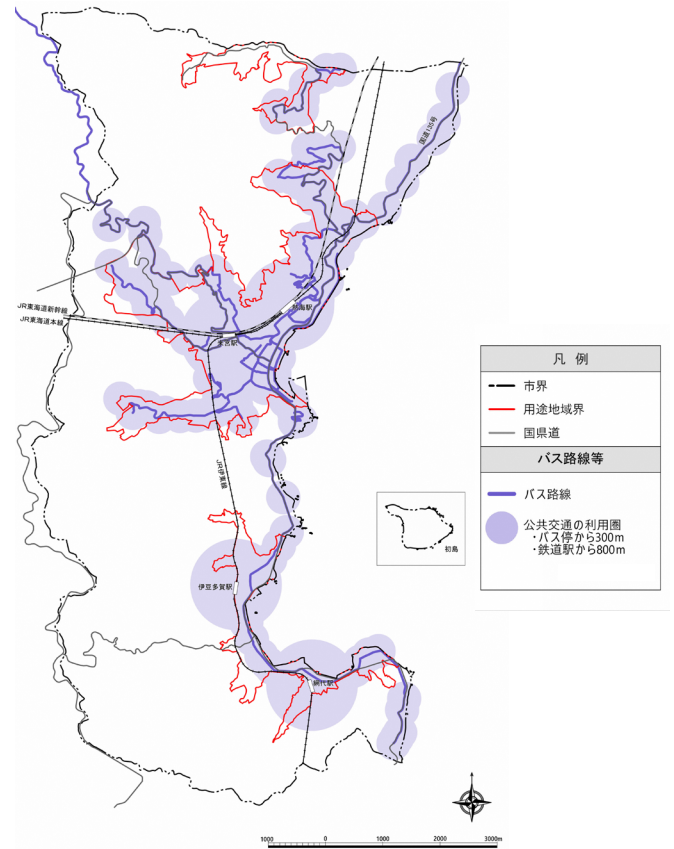 国道135号
JR東海道新幹線
JR東海道本線
熱海駅
来宮駅
JR伊東線
伊豆多賀駅
網代駅
初島
凡 例
市界
用途地域界
国県道
バス路線等
バス路線
公共交通の利用圏
・バス停から300m
・鉄道駅から800m
1000 0 1000 2000 3000m